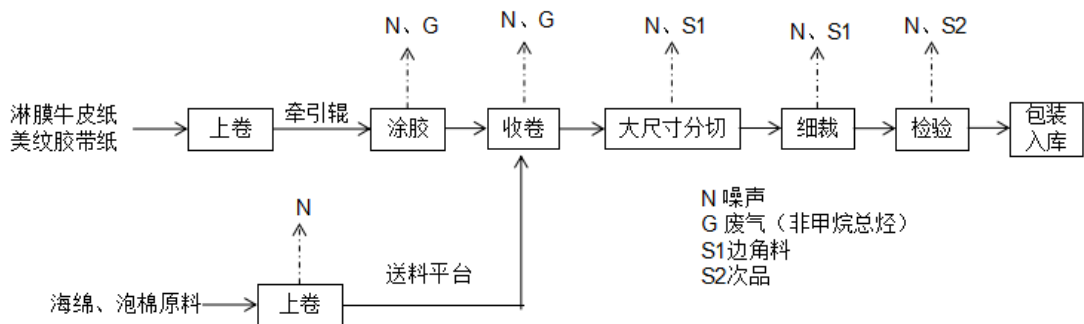 N、G
N、G
N、S1
N、S1
N、S2
淋膜牛皮纸
美纹胶带纸
上卷
牵引辊
涂胶
收卷
大尺寸分切
细裁
检验
包装
入库
N
海绵、泡棉原料
上卷
送料平台
N 噪声
G 废气（非甲烷总烃）
S1边角料
S2次品